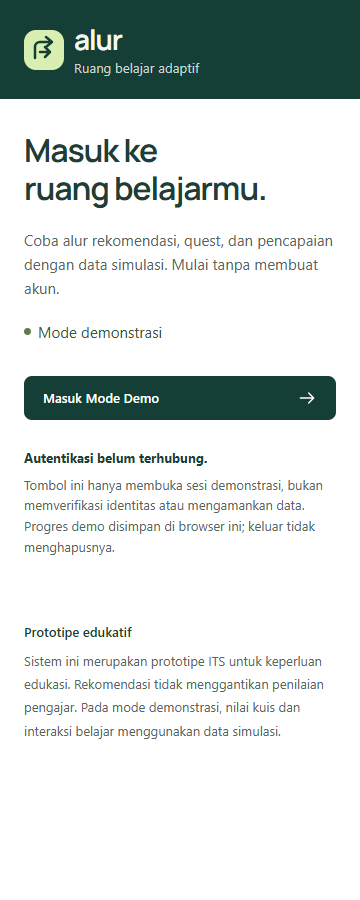 alur
Ruang belajar adaptif
Masuk ke
ruang belajarmu.
Coba alur rekomendasi, quest, dan pencapaian
dengan data simulasi. Mulai tanpa membuat
akun.
Mode demonstrasi
Masuk Mode Demo
Autentikasi belum terhubung.
Tombol ini hanya membuka sesi demonstrasi, bukan
memverifikasi identitas atau mengamankan data.
Progres demo disimpan di browser ini; keluar tidak
menghapusnya.
Prototipe edukatif
Sistem ini merupakan prototipe ITS untuk keperluan
edukasi. Rekomendasi tidak menggantikan penilaian
pengajar. Pada mode demonstrasi, nilai kuis dan
interaksi belajar menggunakan data simulasi.